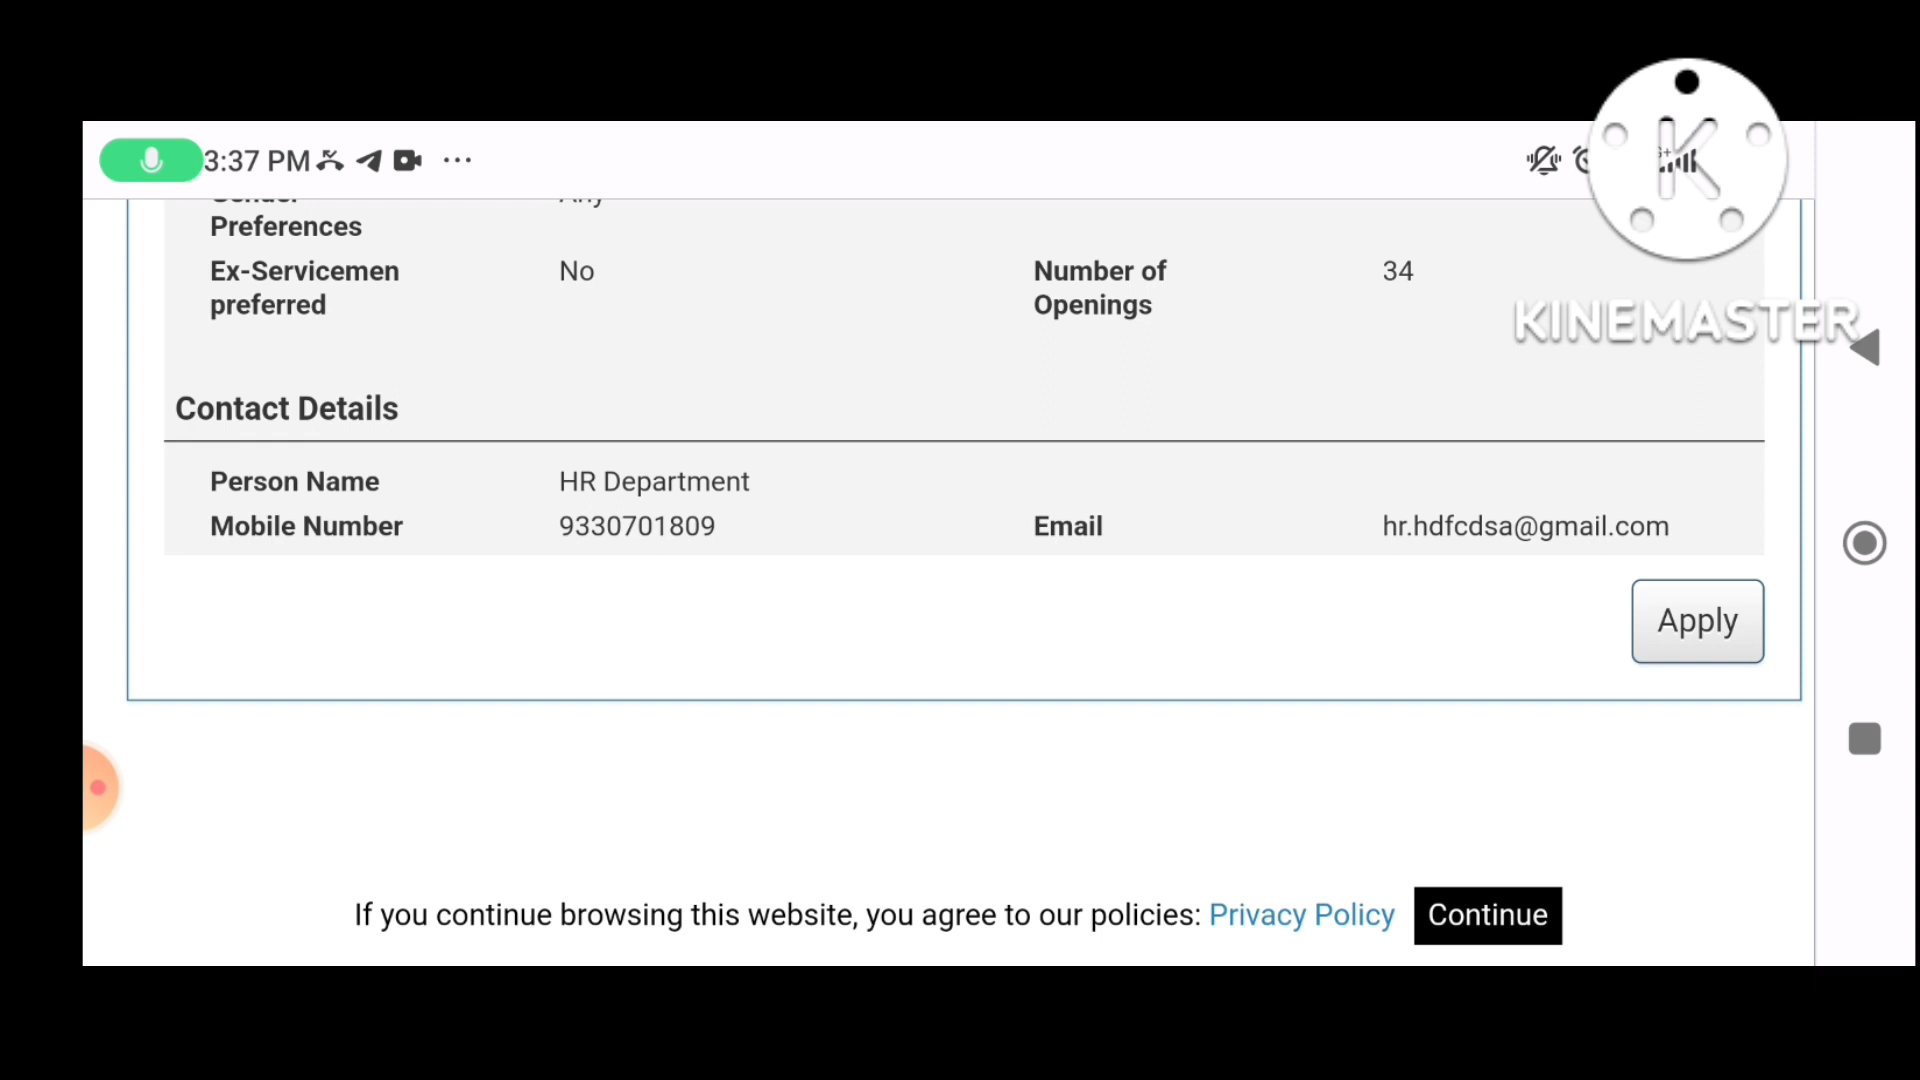 3:37 PM
Preferences
Ex-Servicemen preferred No Number of Openings 34
KINEMASTER
Contact Details
Person Name HR Department
Mobile Number 9330701809 Email hr.hdfcdsa@gmail.com
Apply
If you continue browsing this website, you agree to our policies: Privacy Policy Continue